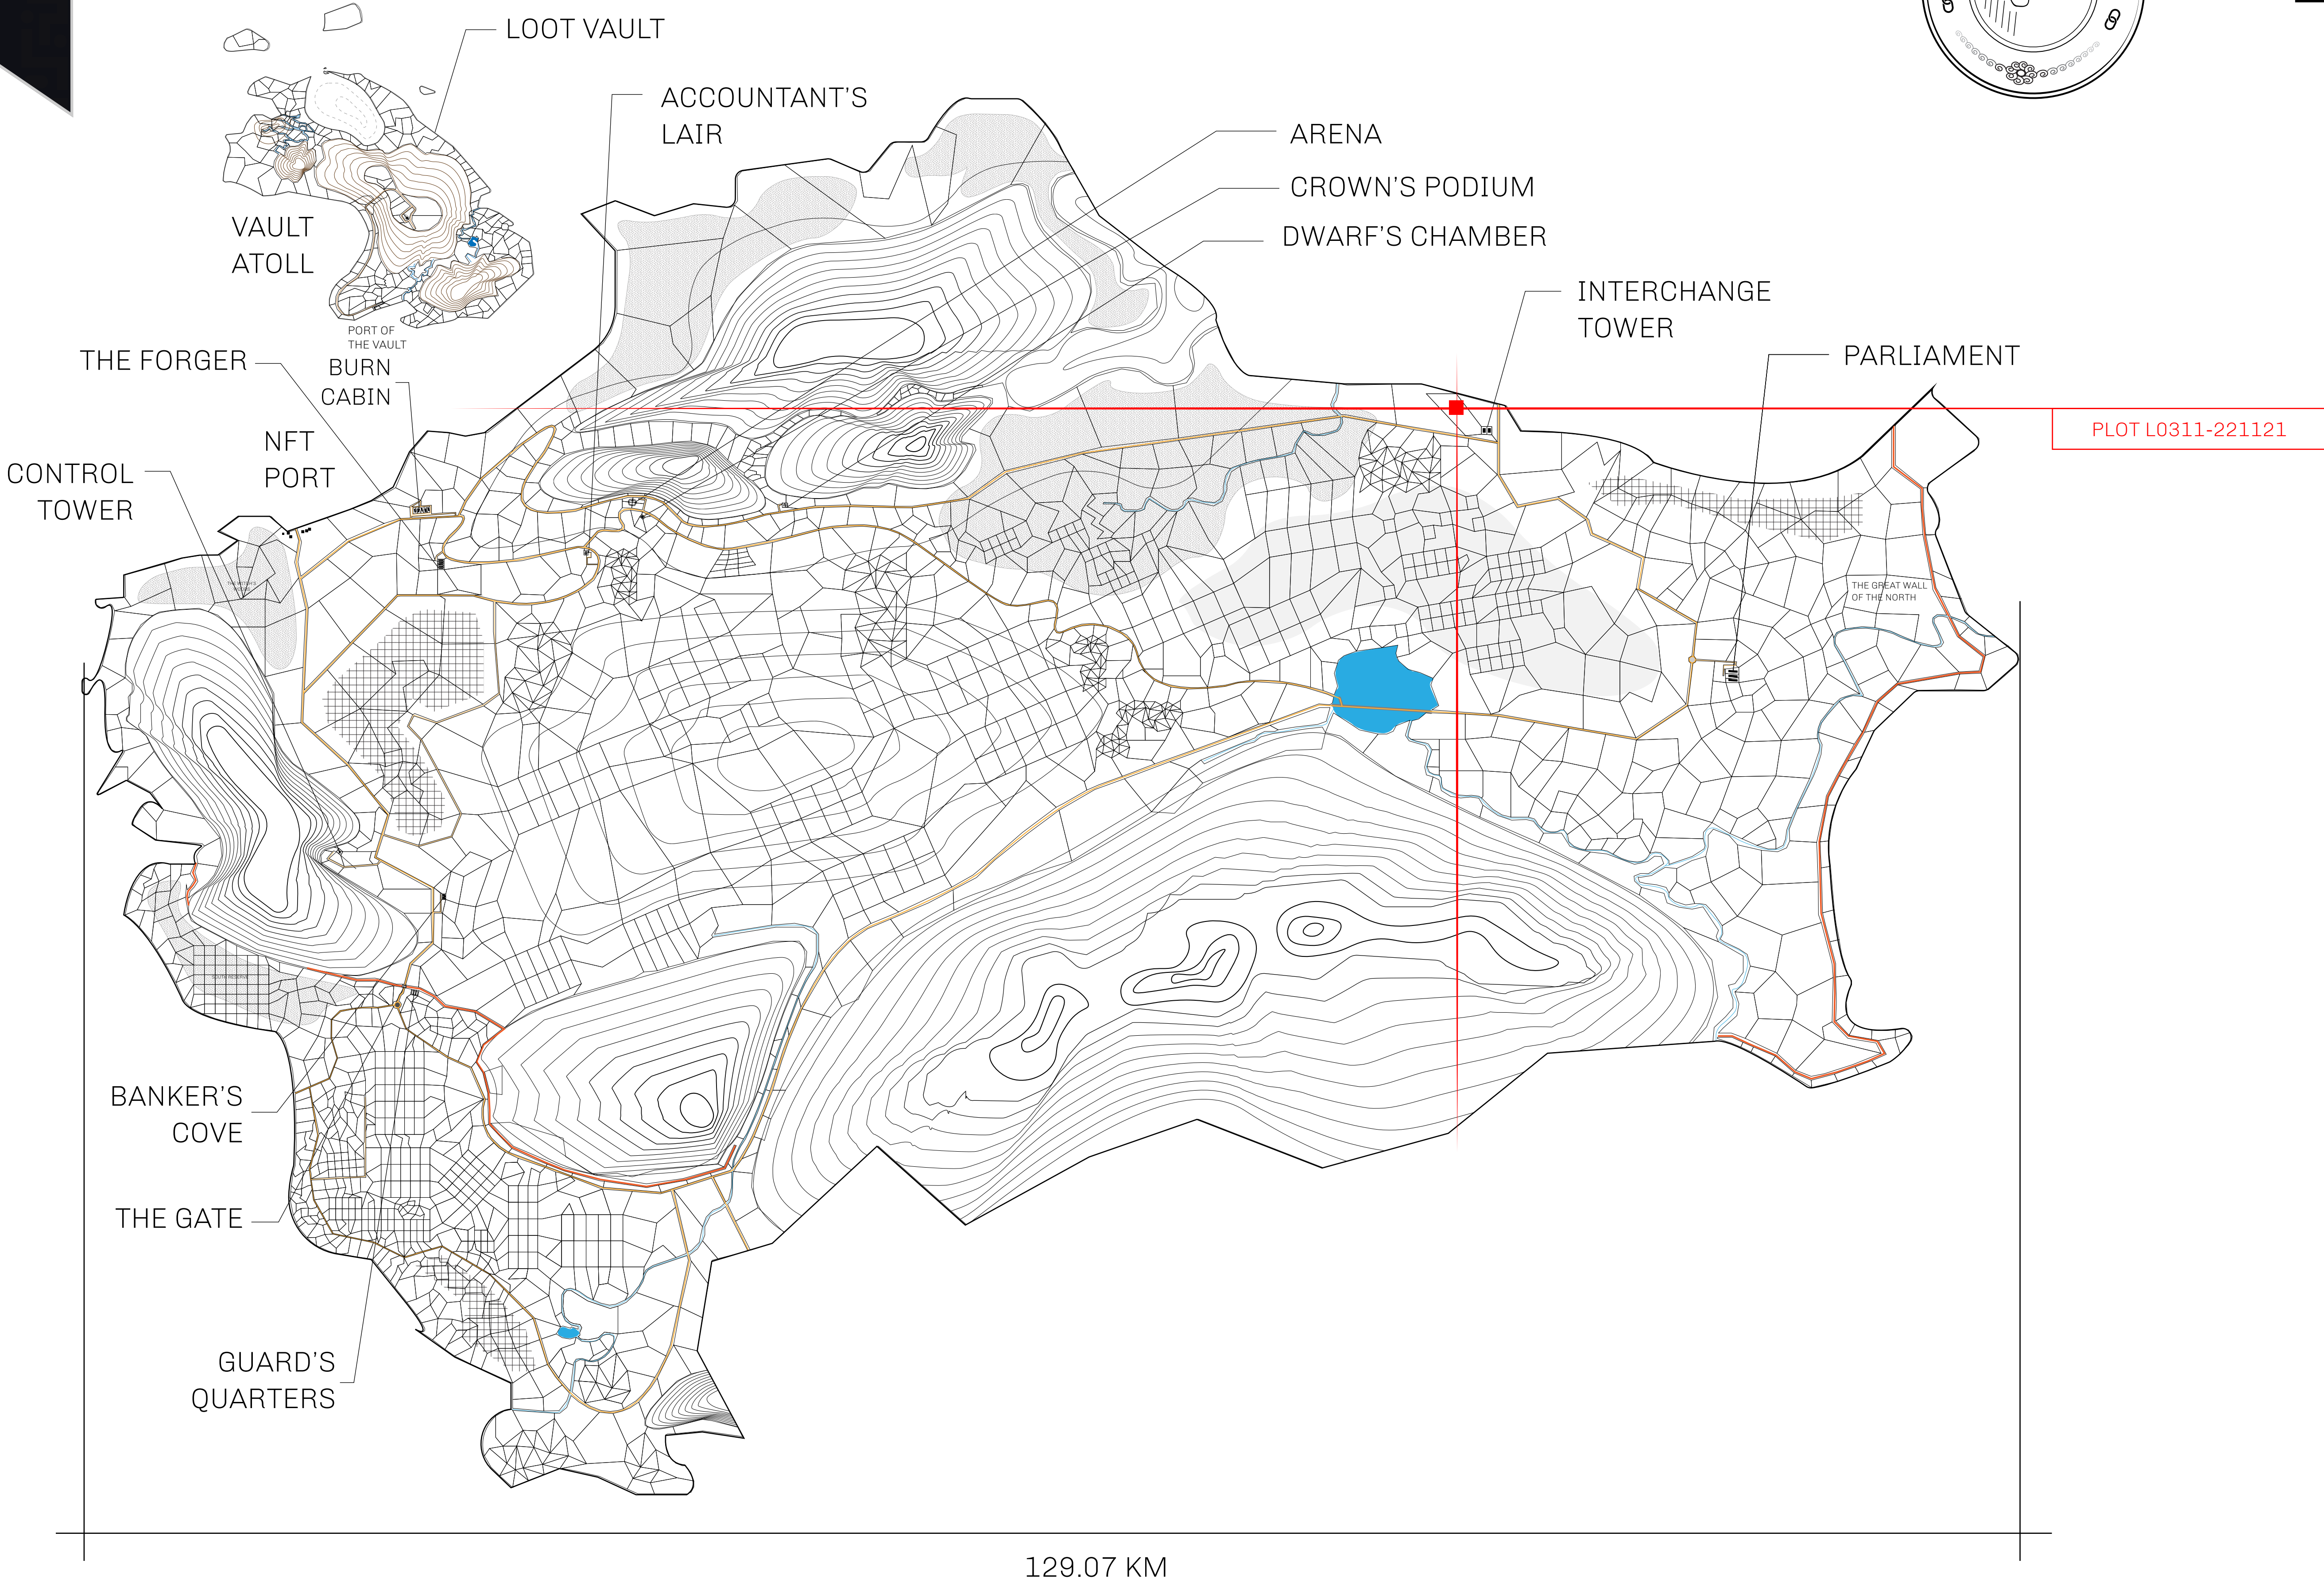 LOOT VAULT
ACCOUNTANT'S
LAIR
ARENA
CROWN'S PODIUM
DWARF'S CHAMBER
VAULT
ATOLL
INTERCHANGE
TOWER
PORT OF
THE VAULT
PARLIAMENT
THE FORGER
BURN
CABIN
PLOT L0311-221121
NFT
PORT
CONTROL
TOWER
THE GREAT WALL
OF THE NORTH
SOUTH RESERVE
BANKER'S
COVE
THE GATE
GUARD'S
QUARTERS
129.07 KM